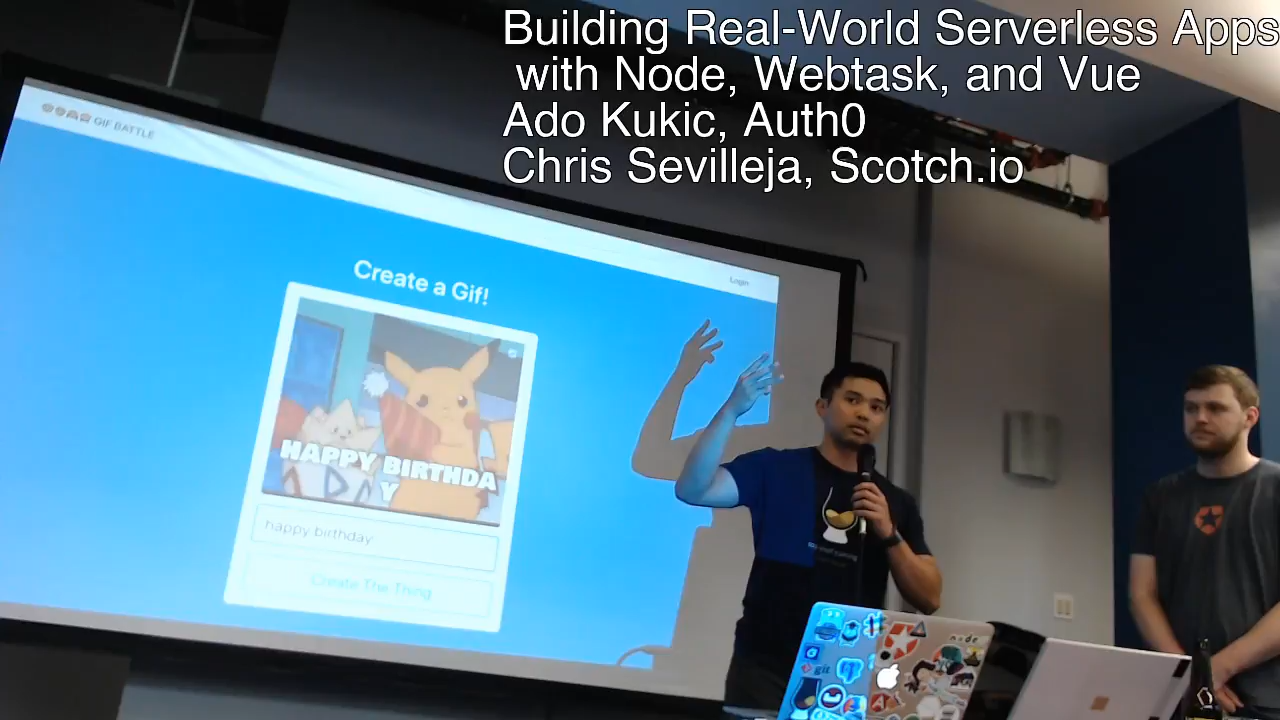 Building Real-World Serverless Apps
with Node, Webtask, and Vue
Ado Kukic, Auth0
Chris Sevilleja, Scotch.io
GIF BATTLE
Login
Create a Gif!
HAPPY BIRTHDA
Y
happy birthday
Create The Thing
node
git